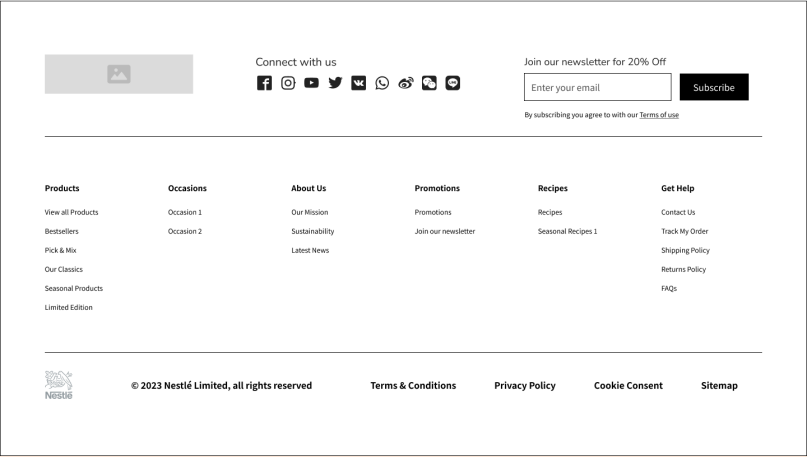 Connect with us
Join our newsletter for 20% Off
Enter your email
Subscribe
By subscribing you agree to with our Terms of use
Products
View all Products
Bestsellers
Pick & Mix
Our Classics
Seasonal Products
Limited Edition
Occasions
Occasion 1
Occasion 2
About Us
Our Mission
Sustainability
Latest News
Promotions
Promotions
Join our newsletter
Recipes
Recipes
Seasonal Recipes 1
Get Help
Contact Us
Track My Order
Shipping Policy
Returns Policy
FAQs
Nestlé
© 2023 Nestlé Limited, all rights reserved
Terms & Conditions
Privacy Policy
Cookie Consent
Sitemap